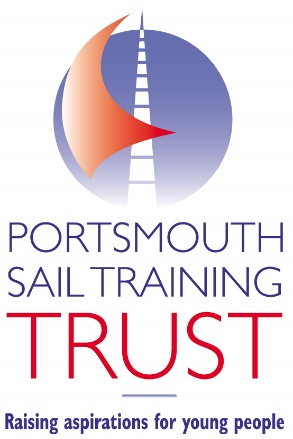 PORTSMOUTH
SAIL TRAINING
TRUST
Raising aspirations for young people